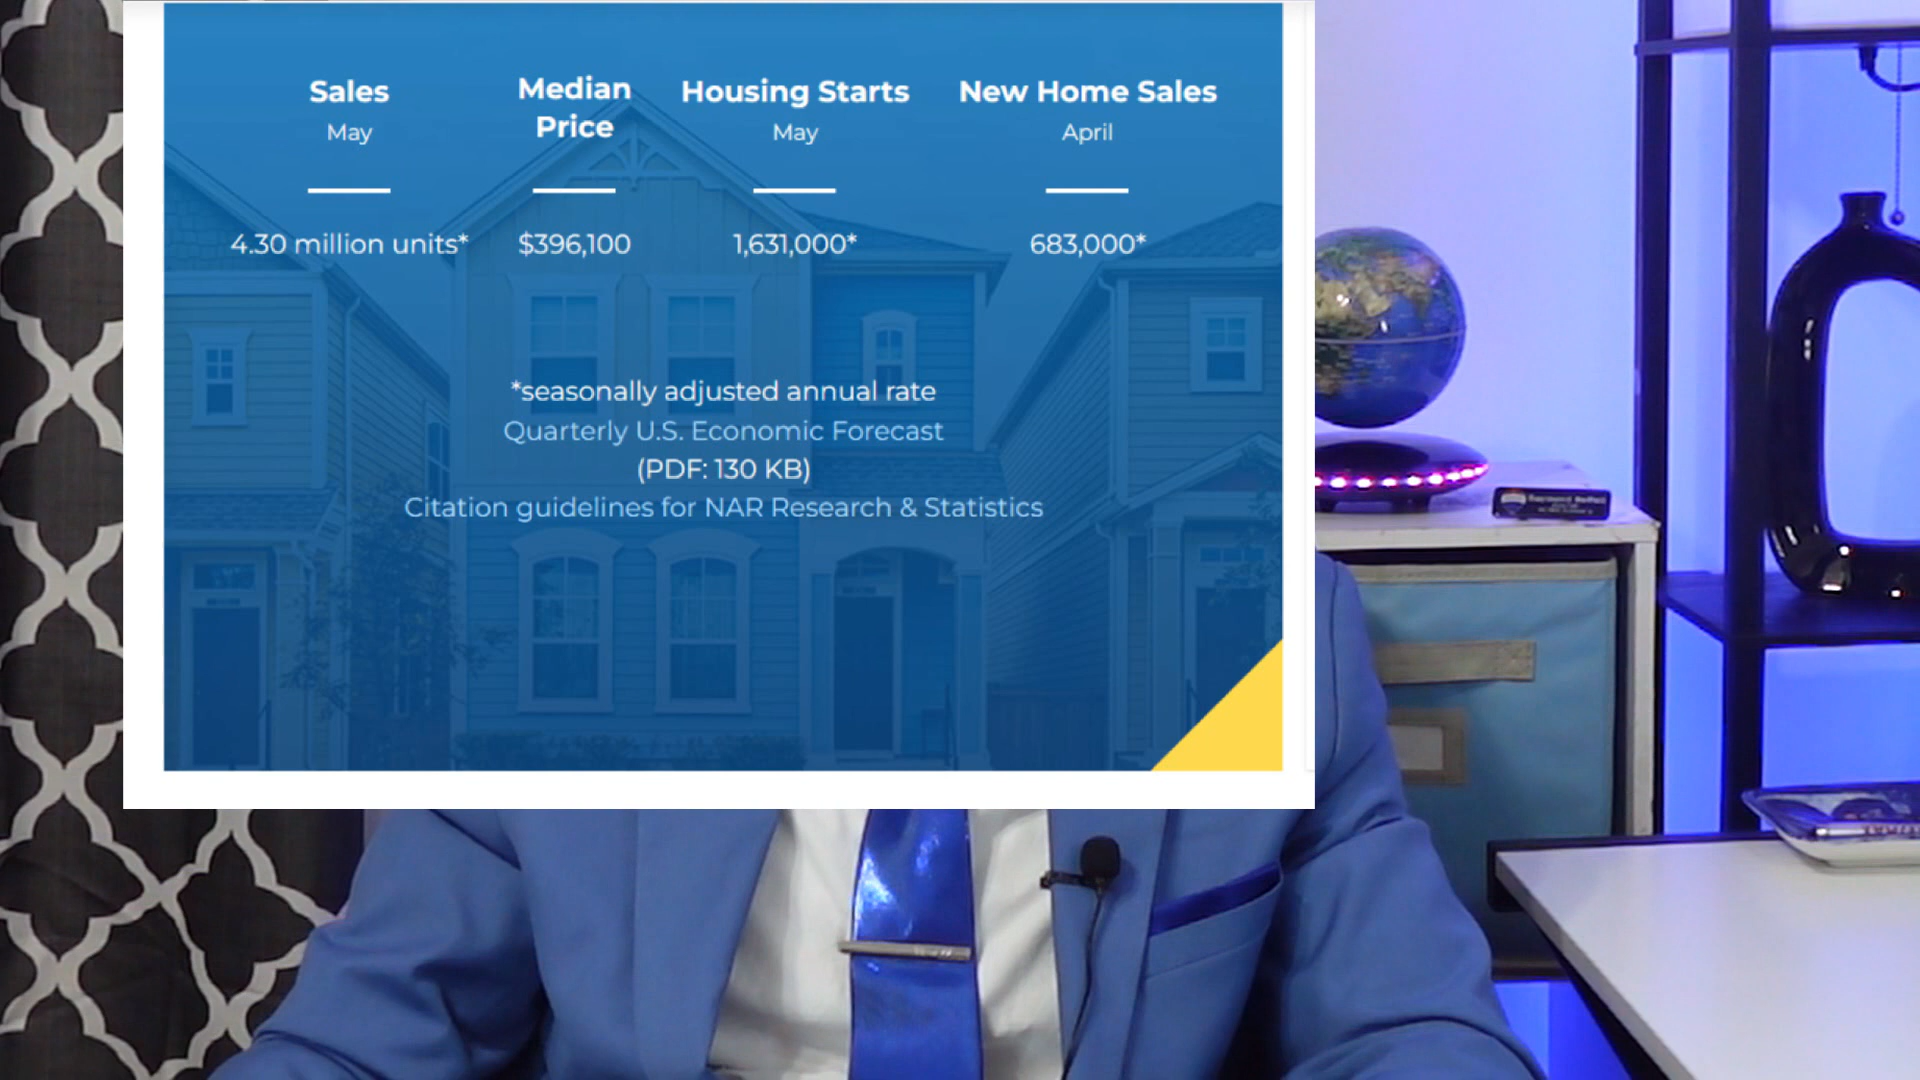 Sales
May
4.30 million units*
Median
Price
$396,100
Housing Starts
May
1,631,000*
New Home Sales
April
683,000*
*seasonally adjusted annual rate
Quarterly U.S. Economic Forecast
(PDF: 130 KB)
Citation guidelines for NAR Research & Statistics